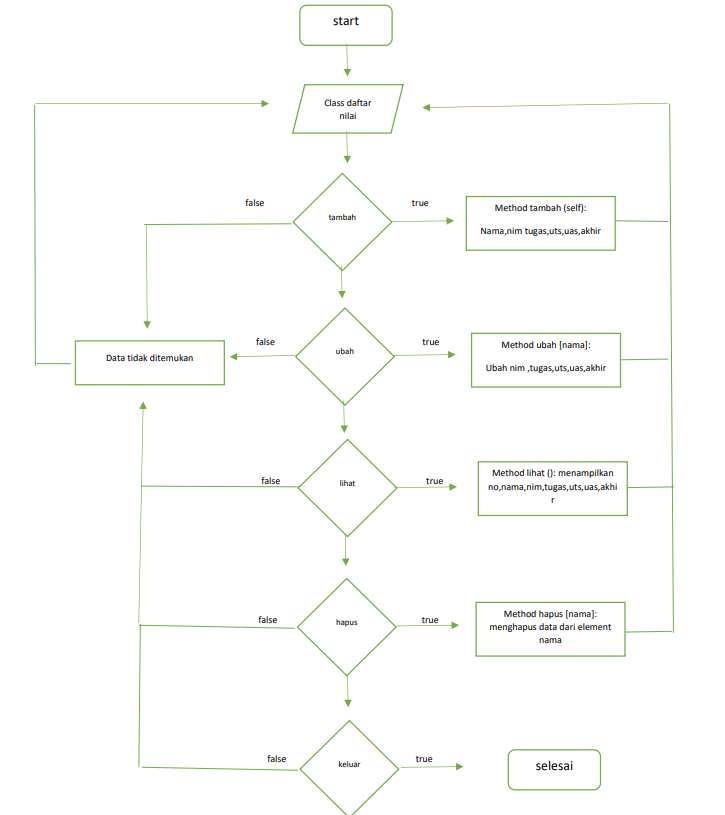 start
Class daftar
nilai
false
true
tambah
Method tambah (self):
Nama,nim tugas,uts,uas,akhir
false
true
ubah
Data tidak ditemukan
Method ubah [nama]:
Ubah nim ,tugas,uts,uas,akhir
false
true
lihat
Method lihat (): menampilkan
no,nama,nim,tugas,uts,uas,akhi
r
false
true
hapus
Method hapus [nama]:
menghapus data dari element
nama
false
true
keluar
selesai